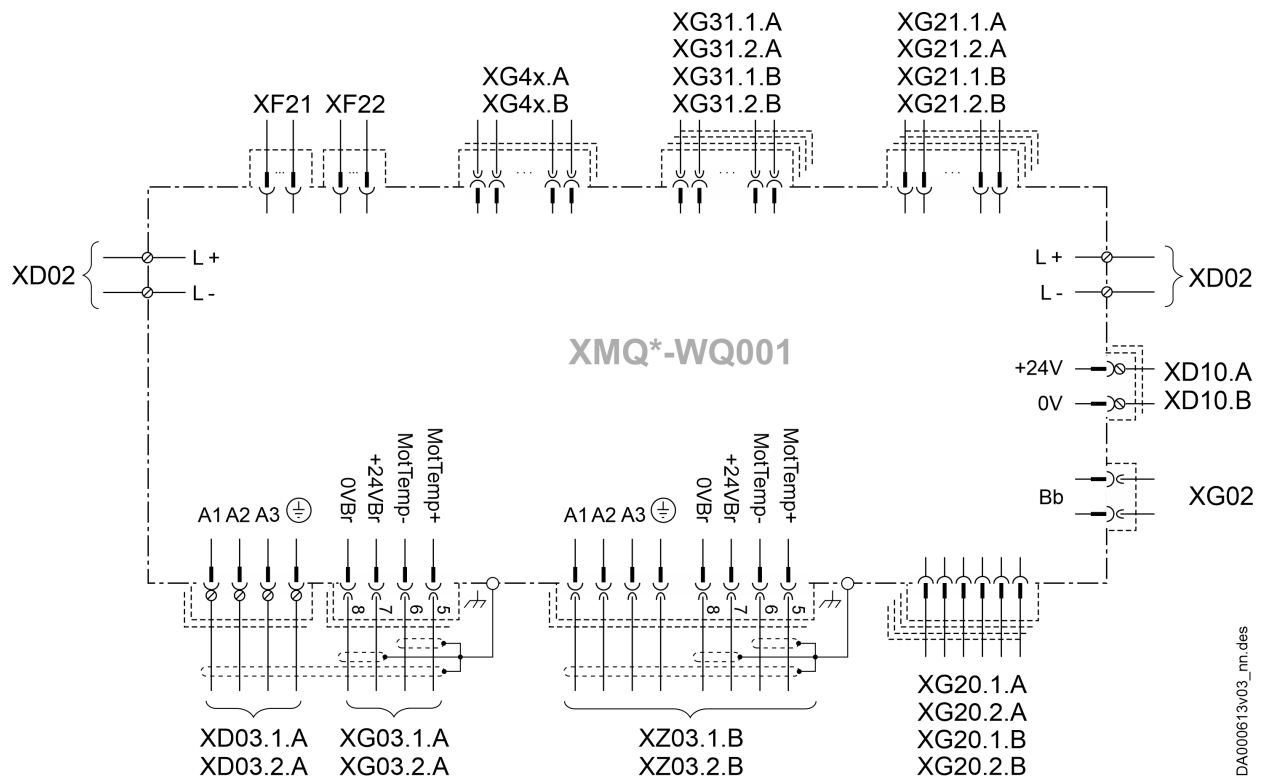 XG31.1.A
XG31.2.A
XG31.1.B
XG31.2.B
XG21.1.A
XG21.2.A
XG21.1.B
XG21.2.B
XG4x.A
XG4x.B
XF21 XF22
... ...
... ... ...
XD02
L +
L -
L +
L -
XD02
XMQ*-WQ001
+24V
0V
XD10.A
XD10.B
Bb
XG02
A1 A2 A3
0VBr
+24VBr
MotTemp-
MotTemp+
A1 A2 A3
0VBr
+24VBr
MotTemp-
MotTemp+
8 7 6 5
8 7 6 5
XD03.1.A
XD03.2.A
XG03.1.A
XG03.2.A
XZ03.1.B
XZ03.2.B
XG20.1.A
XG20.2.A
XG20.1.B
XG20.2.B
DA000613v03_nn.des